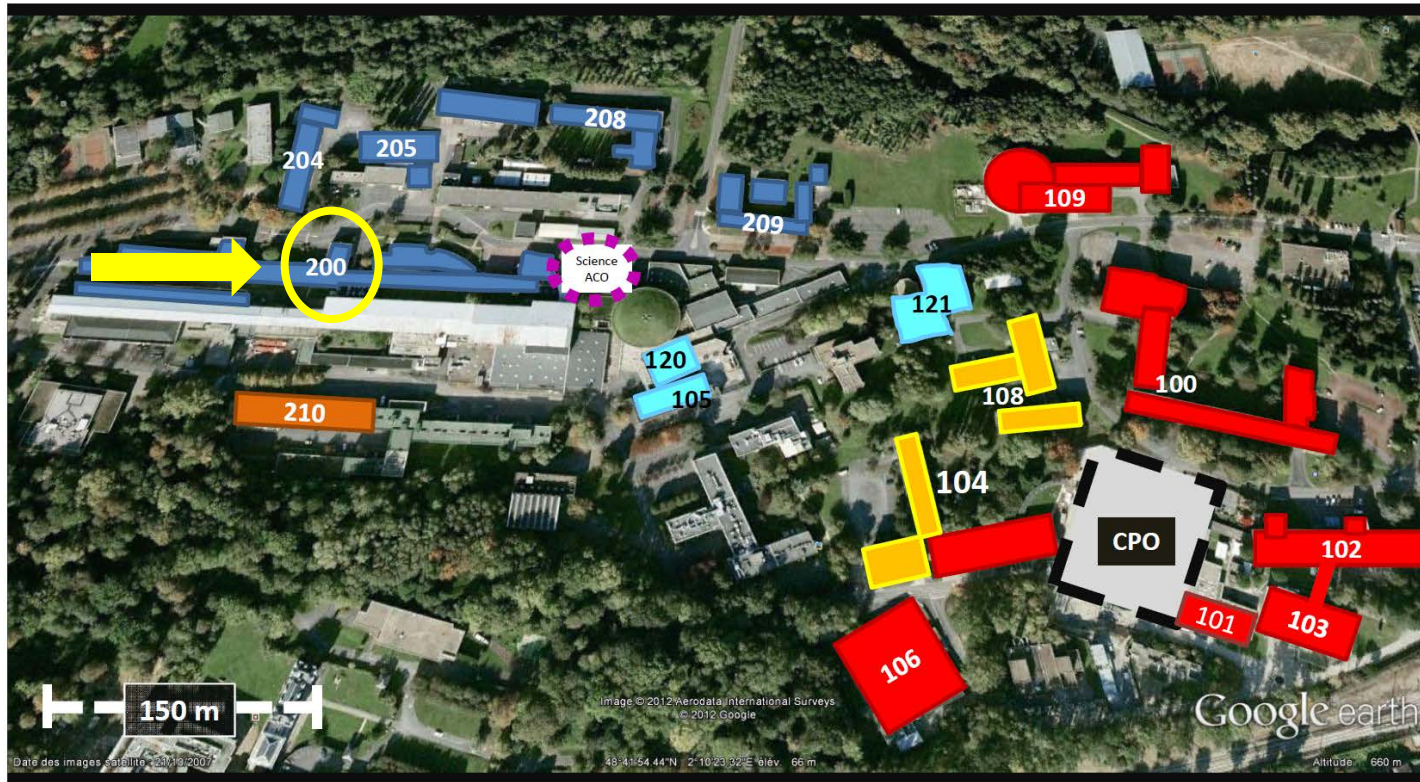 208
204
205
109
209
200
Science
ACO
121
120
105
100
108
210
104
CPO
102
101
103
106
150 m
Image © 2012 Aerodata International Surveys
© 2012 Google
Google earth
Date des images satellite : 21/10/2007
48°41'54.44"N 2°10'23.32"E élév. 66 m
Altitude 660 m